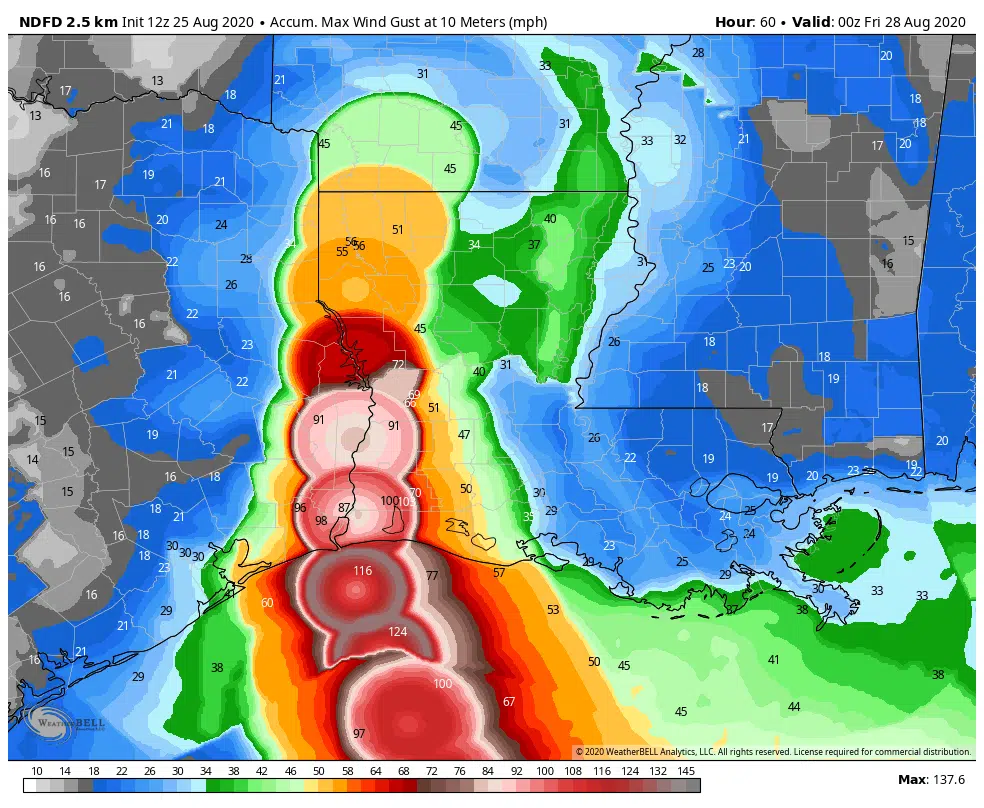 NDFD 2.5 km Init 12z 25 Aug 2020 • Accum. Max Wind Gust at 10 Meters (mph) Hour: 60 • Valid: 00z Fri 28 Aug 2020
28
33
20
31
13 21
17 18 18
13 21 18 45 45 31 33 32 21 18 20 17
16 17 19 21 45
16 16 20 24 51 40 15
34 56 56 55 34 37
16 22 28 31 25 23 20 16
16 26
16 22 45
23 26 18 18
21 22 72 40 31 18 19
69 66 51
15 19 91 91 47 26 17 20
14 15 22 19 19 22
15 16 18 50 30 19 20 23
96 98 87 100 105 70 35 29 24 25
18 21
16 18 30 30 30 23 24
18 23 116 77 57 29 25 29
16 29 41 60 53 37 38 30 33 33
21 124
16 21 38 50 45 41 38
29 100 67 45 44
97
WEATHERBELL
© 2020 WeatherBELL Analytics, LLC. All rights reserved. License required for commercial distribution.
10 14 18 22 26 30 34 38 42 46 50 58 64 72 84 92 100 108 116 124 132 145
Max: 137.6